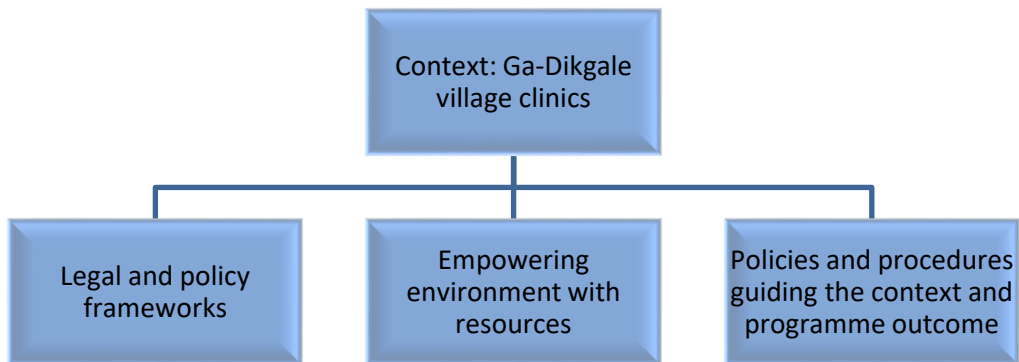 Context: Ga-Dikgale
village clinics
Legal and policy
frameworks
Empowering
environment with
resources
Policies and procedures
guiding the context and
programme outcome